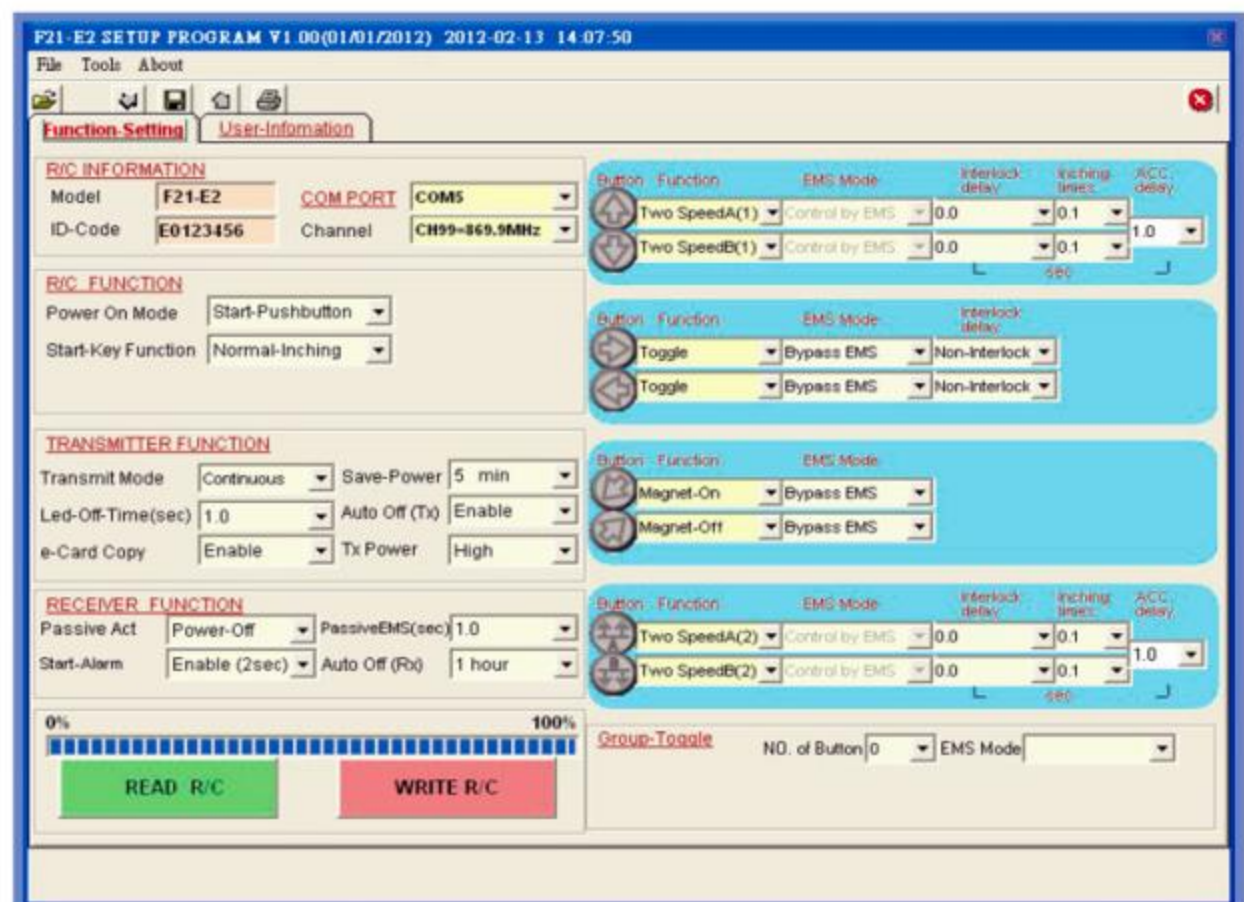 F21-E2 SETUP PROGRAM V1.00(01/01/2012) 2012-02-13 14:07:50
File Tools About
Function-Setting User-Infomation
R/C INFORMATION
Model F21-E2 COM PORT COM5
ID-Code E0123456 Channel CH99=869.9MHz
R/C FUNCTION
Power On Mode Start-Pushbutton
Start-Key Function Normal-Inching
TRANSMITTER FUNCTION
Transmit Mode Continuous Save-Power 5 min
Led-Off-Time(sec) 1.0 Auto Off (Tx) Enable
e-Card Copy Enable Tx Power High
RECEIVER FUNCTION
Passive Act Power-Off PassiveEMS(sec) 1.0
Start-Alarm Enable (2sec) Auto Off (Rx) 1 hour
0% 100%
READ R/C WRITE R/C
Button Function EMS Mode Interlock delay Inching times ACC. delay
Two SpeedA(1) Control by EMS 0.0 0.1 1.0
Two SpeedB(1) Control by EMS 0.0 0.1
sec
Button Function EMS Mode Interlock delay
Toggle Bypass EMS Non-Interlock
Toggle Bypass EMS Non-Interlock
Button Function EMS Mode
Magnet-On Bypass EMS
Magnet-Off Bypass EMS
Button Function EMS Mode Interlock delay Inching times ACC. delay
A Two SpeedA(2) Control by EMS 0.0 0.1 1.0
B Two SpeedB(2) Control by EMS 0.0 0.1
sec
Group-Toggle NO. of Button 0 EMS Mode